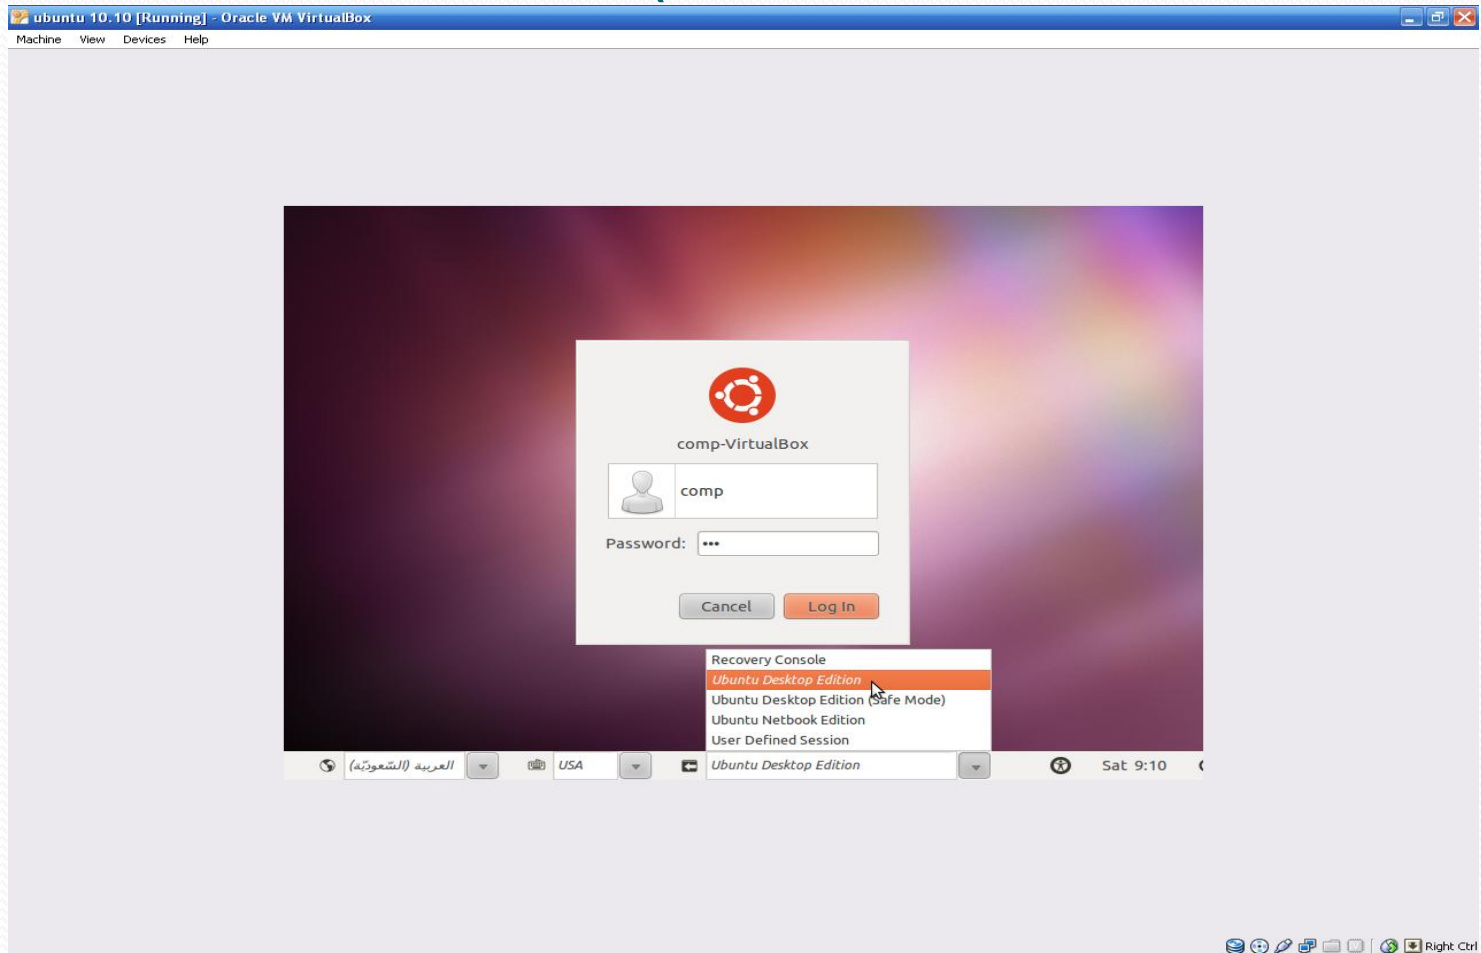 ubuntu 10.10 [Running] - Oracle VM VirtualBox
Machine View Devices Help
comp-VirtualBox
comp
Password: •••
Cancel Log In
Recovery Console
Ubuntu Desktop Edition
Ubuntu Desktop Edition (Safe Mode)
Ubuntu Netbook Edition
User Defined Session
العربية (السّعوديّة) USA Ubuntu Desktop Edition Sat 9:10
Right Ctrl